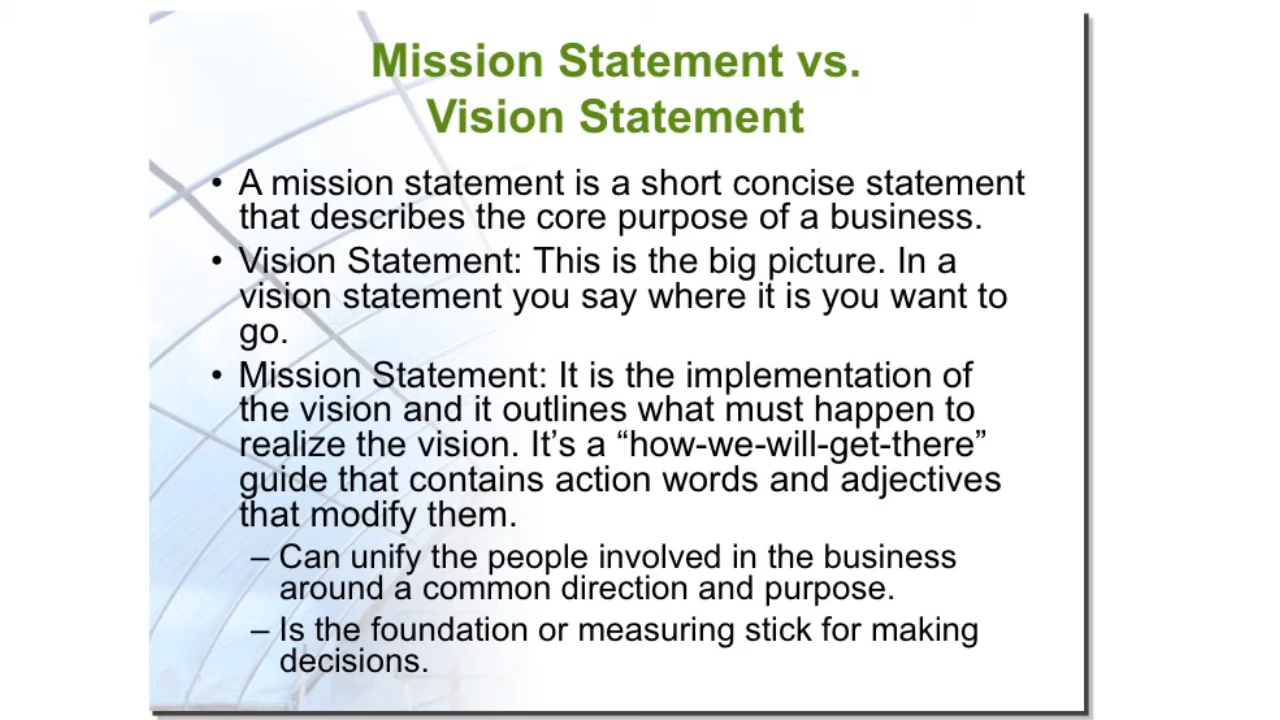 Mission Statement vs.
Vision Statement
• A mission statement is a short concise statement
that describes the core purpose of a business.
• Vision Statement: This is the big picture. In a
vision statement you say where it is you want to
go.
• Mission Statement: It is the implementation of
the vision and it outlines what must happen to
realize the vision. It’s a “how-we-will-get-there”
guide that contains action words and adjectives
that modify them.
– Can unify the people involved in the business
around a common direction and purpose.
– Is the foundation or measuring stick for making
decisions.